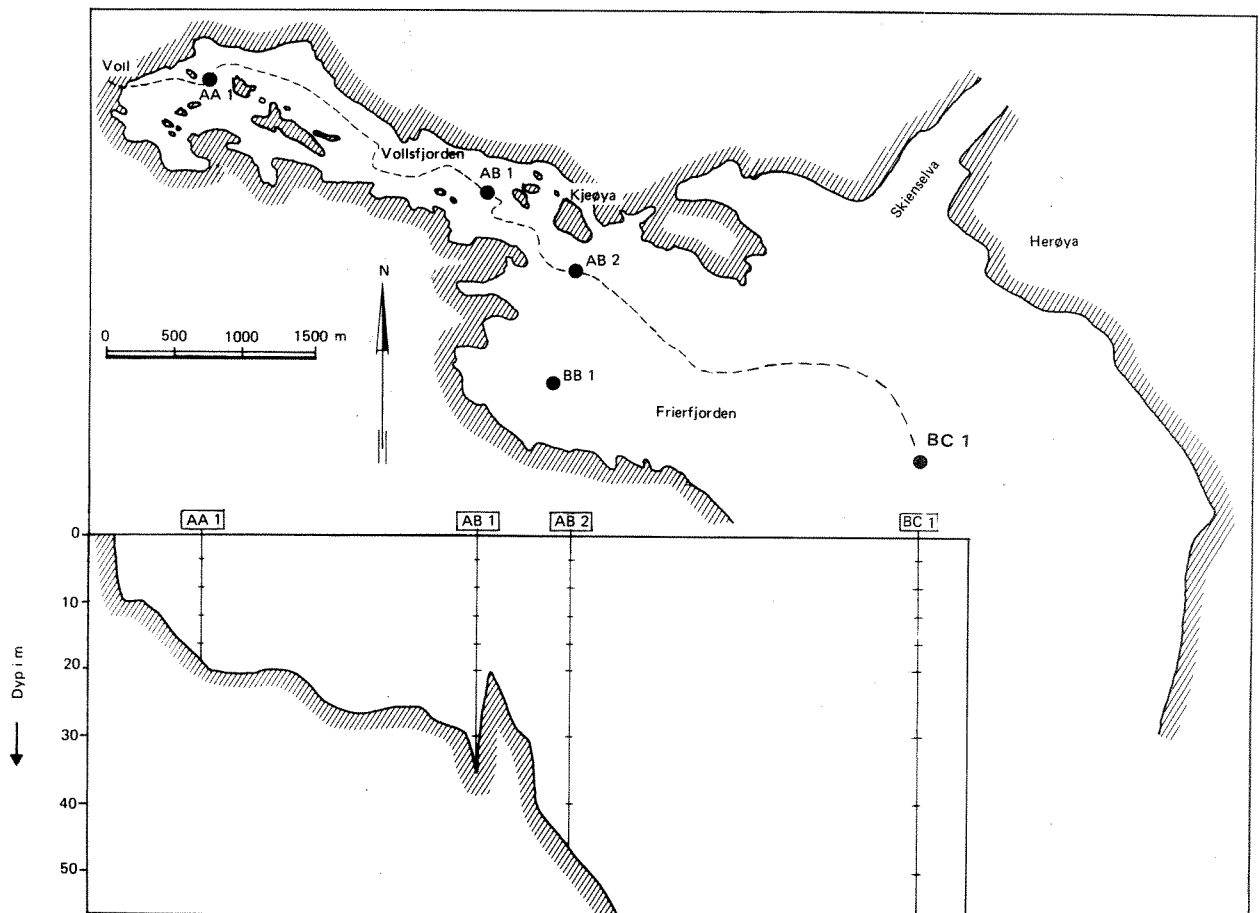 Voll
AA 1
Vollsfjorden
AB 1
Kjeøya
Skienselva
Herøya
AB 2
N
0 500 1000 1500 m
BB 1
Frierfjorden
BC 1
AA 1 AB 1 AB 2 BC 1
0
10
20
30
40
50
Dyp i m